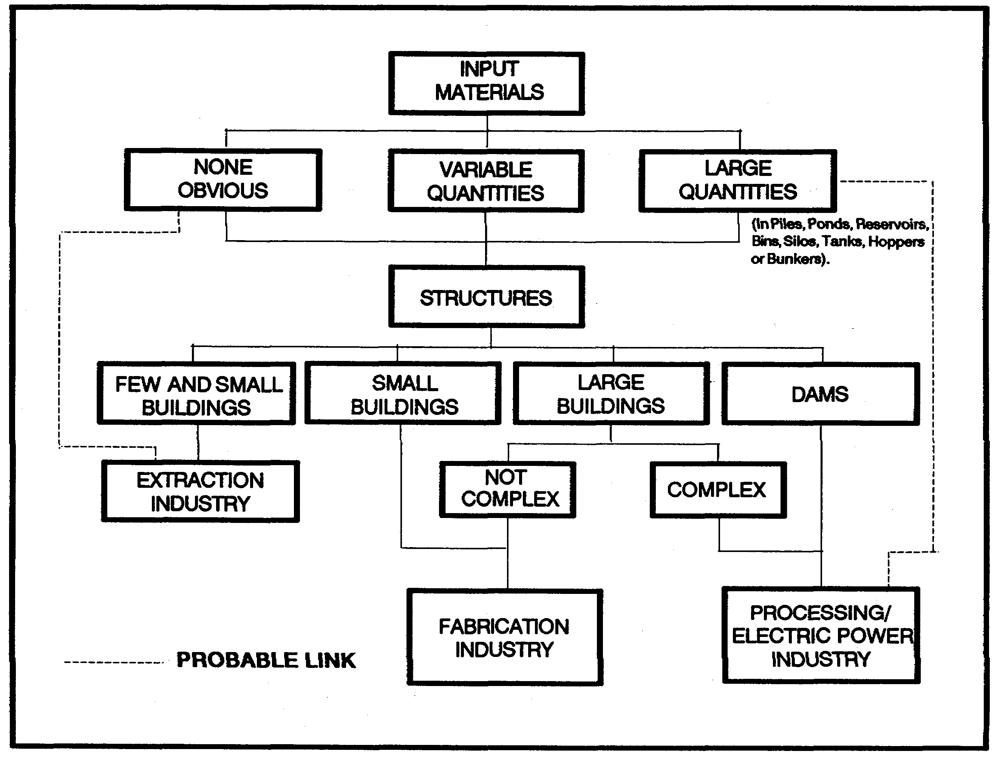 INPUT
MATERIALS
NONE
OBVIOUS
VARIABLE
QUANTITIES
LARGE
QUANTITIES
(In Piles, Ponds, Reservoirs,
Bins, Silos, Tanks, Hoppers
or Bunkers).
STRUCTURES
FEW AND SMALL
BUILDINGS
SMALL
BUILDINGS
LARGE
BUILDINGS
DAMS
EXTRACTION
INDUSTRY
NOT
COMPLEX
COMPLEX
FABRICATION
INDUSTRY
PROCESSING/
ELECTRIC POWER
INDUSTRY
PROBABLE LINK